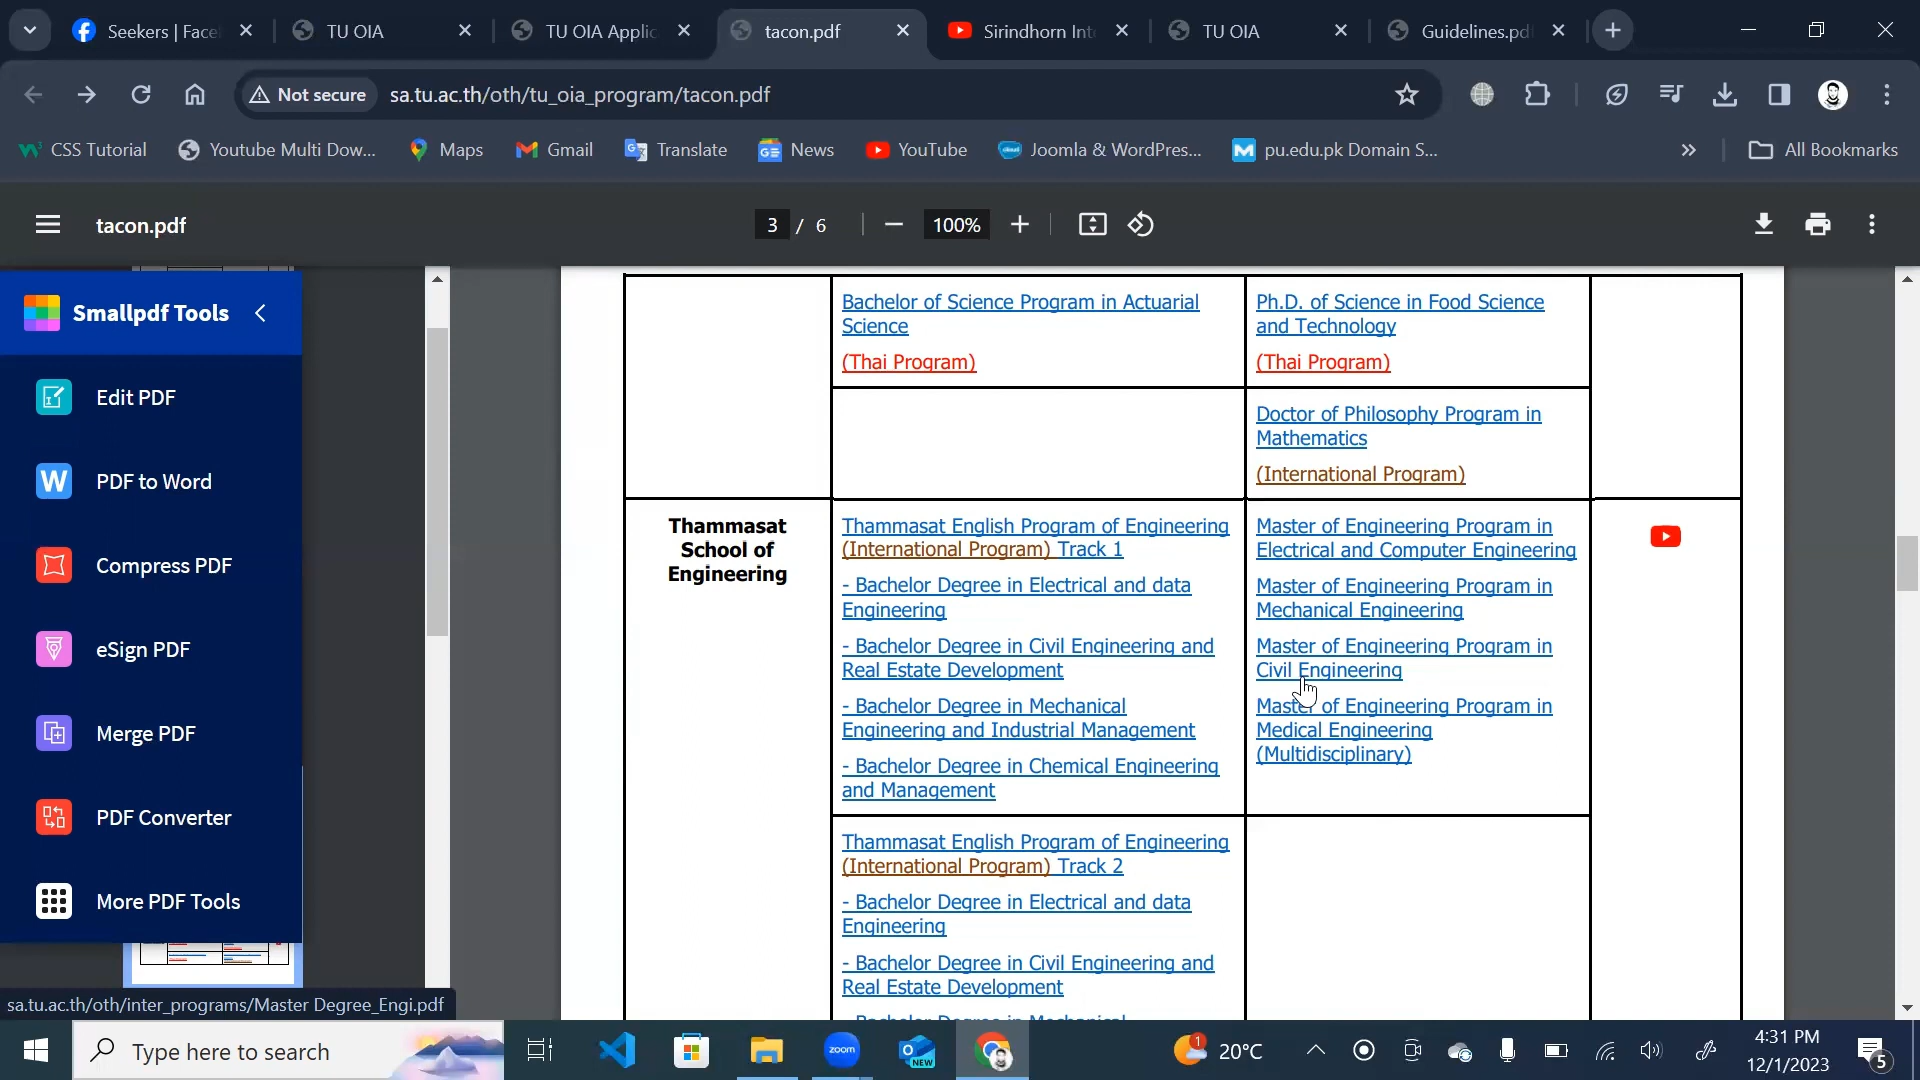 Seekers | Face
TU OIA
TU OIA Applic
tacon.pdf
Sirindhorn Int
TU OIA
Guidelines.pd
Not secure
sa.tu.ac.th/oth/tu_oia_program/tacon.pdf
CSS Tutorial
Youtube Multi Dow...
Maps
Gmail
Translate
News
YouTube
Joomla & WordPres...
pu.edu.pk Domain S...
»
All Bookmarks
tacon.pdf
3 / 6
100%
Smallpdf Tools
Edit PDF
PDF to Word
Compress PDF
eSign PDF
Merge PDF
PDF Converter
More PDF Tools
Bachelor of Science Program in Actuarial
Science
(Thai Program)
Ph.D. of Science in Food Science
and Technology
(Thai Program)
Doctor of Philosophy Program in
Mathematics
(International Program)
Thammasat
School of
Engineering
Thammasat English Program of Engineering
(International Program) Track 1
- Bachelor Degree in Electrical and data
Engineering
- Bachelor Degree in Civil Engineering and
Real Estate Development
- Bachelor Degree in Mechanical
Engineering and Industrial Management
- Bachelor Degree in Chemical Engineering
and Management
Master of Engineering Program in
Electrical and Computer Engineering
Master of Engineering Program in
Mechanical Engineering
Master of Engineering Program in
Civil Engineering
Master of Engineering Program in
Medical Engineering
(Multidisciplinary)
Thammasat English Program of Engineering
(International Program) Track 2
- Bachelor Degree in Electrical and data
Engineering
- Bachelor Degree in Civil Engineering and
Real Estate Development
- Bachelor Degree in Mechanical
sa.tu.ac.th/oth/inter_programs/Master Degree_Engi.pdf
Type here to search
zoom
NEW
1
20°C
4:31 PM
12/1/2023
5